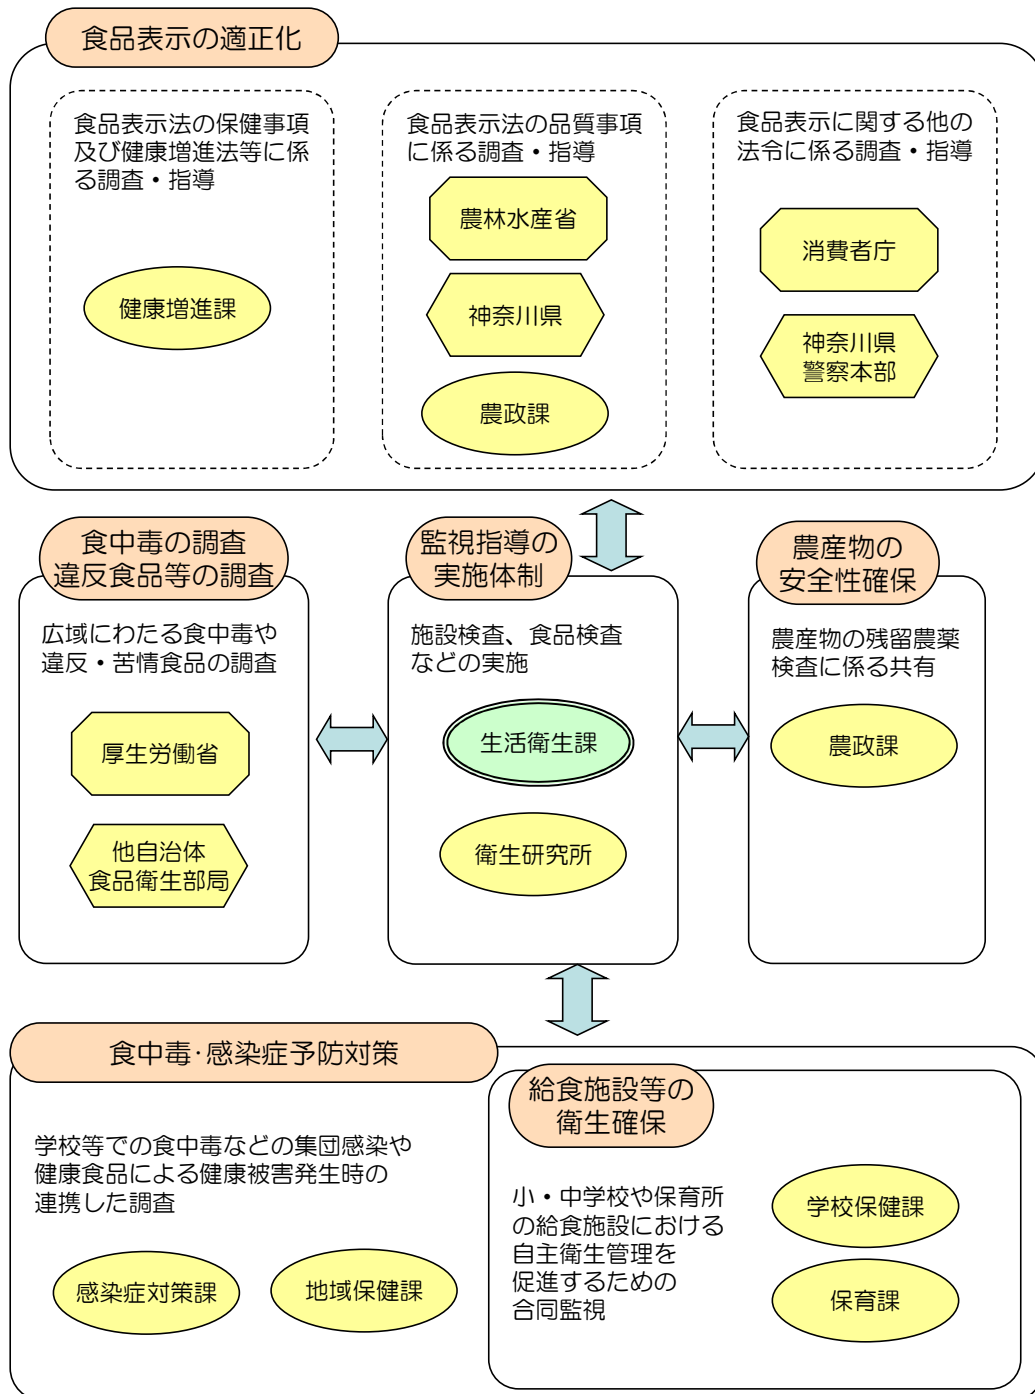 食品表示の適正化
食品表示法の保健事項
及び健康増進法等に係
る調査・指導
健康増進課
食品表示法の品質事項
に係る調査・指導
農林水産省
神奈川県
農政課
食品表示に関する他の
法令に係る調査・指導
消費者庁
神奈川県
警察本部
食中毒の調査
違反食品等の調査
広域にわたる食中毒や
違反・苦情食品の調査
厚生労働省
他自治体
食品衛生部局
監視指導の
実施体制
施設検査、食品検査
などの実施
生活衛生課
衛生研究所
農産物の
安全性確保
農産物の残留農薬
検査に係る共有
農政課
食中毒･感染症予防対策
学校等での食中毒などの集団感染や
健康食品による健康被害発生時の
連携した調査
感染症対策課
地域保健課
給食施設等の
衛生確保
小・中学校や保育所
の給食施設における
自主衛生管理を
促進するための
合同監視
学校保健課
保育課